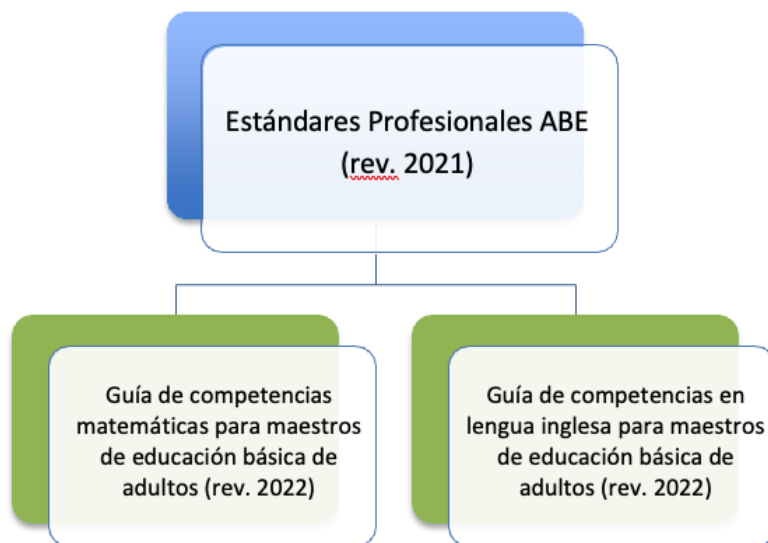 Estándares Profesionales ABE
(rev. 2021)
Guía de competencias
matemáticas para maestros
de educación básica de
adultos (rev. 2022)
Guía de competencias en
lengua inglesa para maestros
de educación básica de
adultos (rev. 2022)